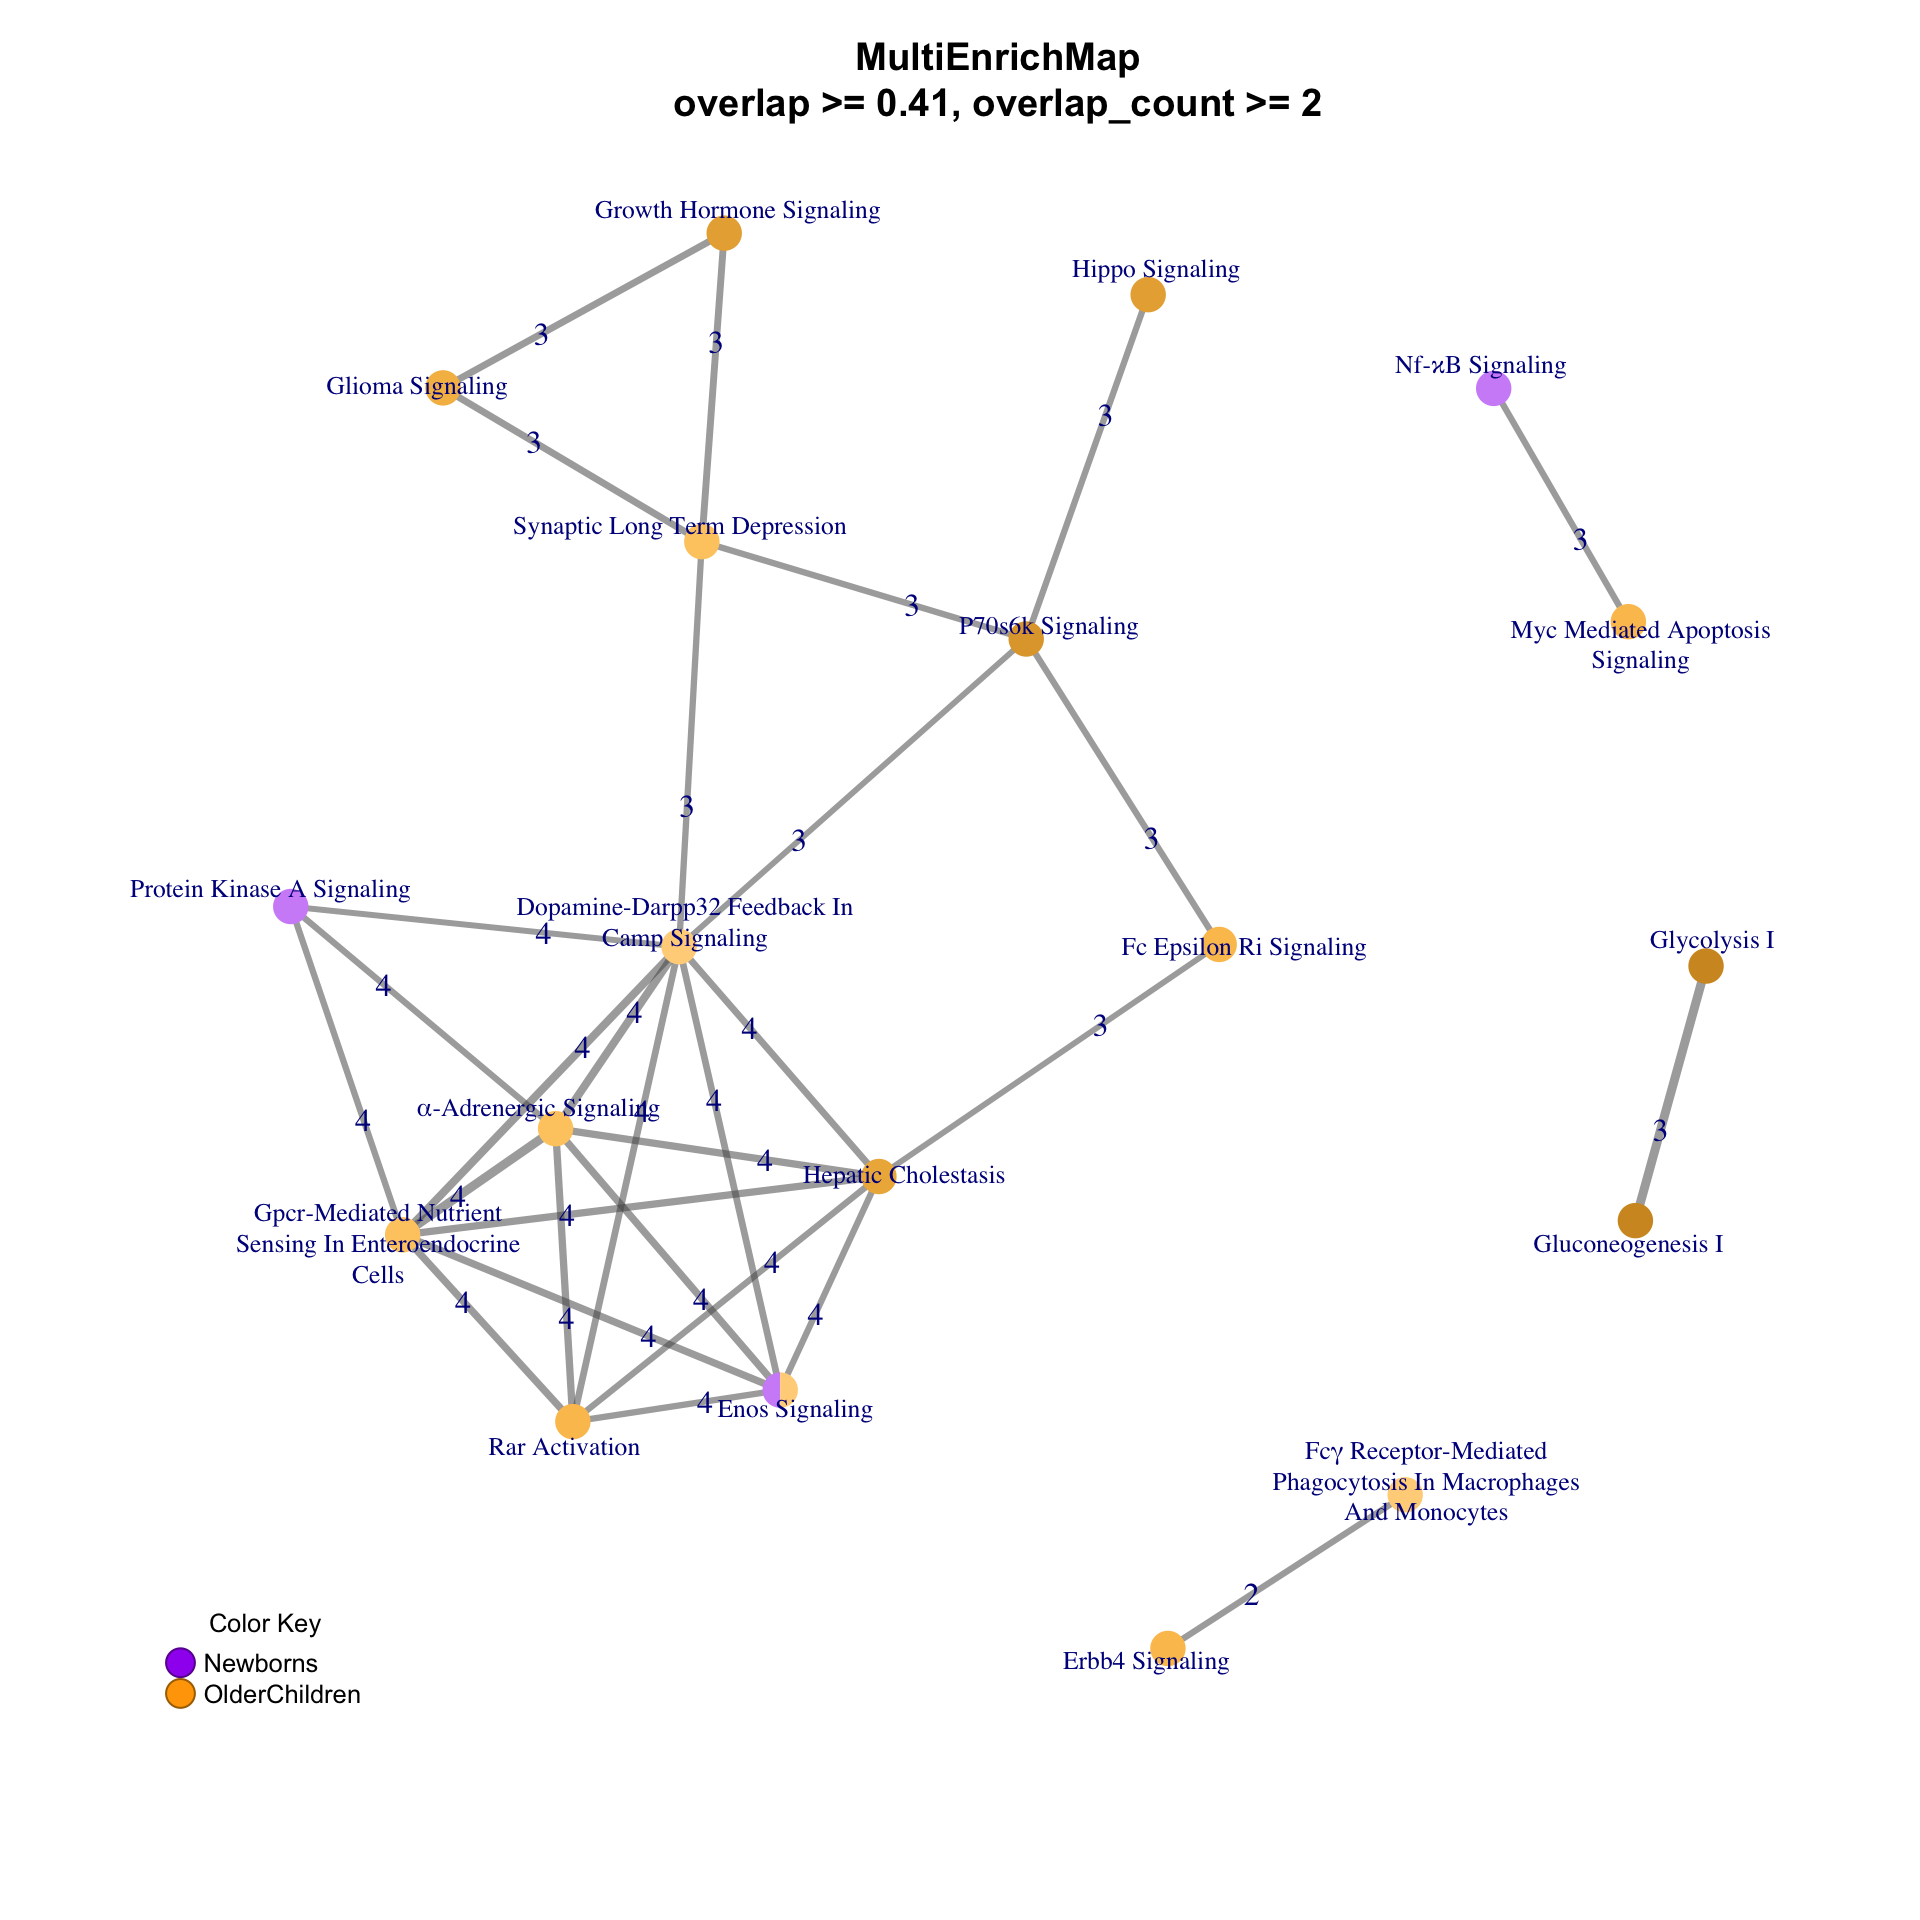 MultiEnrichMap
overlap >= 0.41, overlap_count >= 2
Growth Hormone Signaling
Hippo Signaling
3
3
Nf-ϰB Signaling
Glioma Signaling
3
3
Synaptic Long Term Depression
3
3
P70s6k Signaling
Myc Mediated Apoptosis
Signaling
3
3
3
Protein Kinase A Signaling
Dopamine-Darpp32 Feedback In
Camp Signaling
4
Fc Epsilon Ri Signaling
Glycolysis I
4
4
4
3
4
4
4
α-Adrenergic Signaling
4
4
3
4
Hepatic Cholestasis
4
Gpcr-Mediated Nutrient
Sensing In Enteroendocrine
Cells
4
Gluconeogenesis I
4
4
4
4
4
4
4
Enos Signaling
Rar Activation
Fcγ Receptor-Mediated
Phagocytosis In Macrophages
And Monocytes
2
Erbb4 Signaling
Color Key
Newborns
OlderChildren